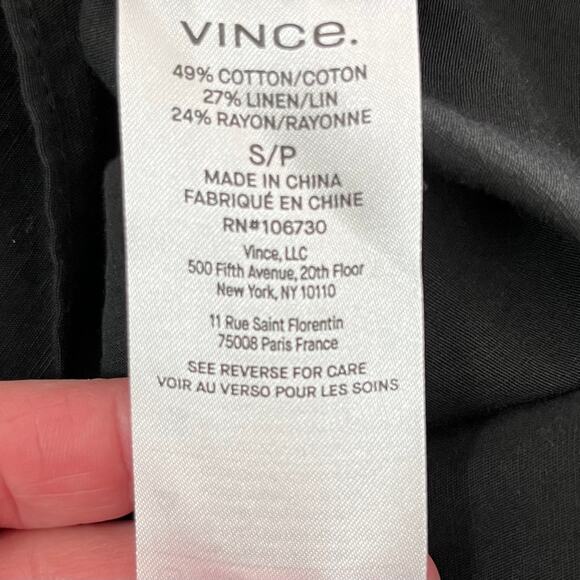 VINCE.
49% COTTON/COTON
27% LINEN/LIN
24% RAYON/RAYONNE
S/P
MADE IN CHINA
FABRIQUÉ EN CHINE
RN#106730
Vince, LLC
500 Fifth Avenue, 20th Floor
New York, NY 10110
11 Rue Saint Florentin
75008 Paris France
SEE REVERSE FOR CARE
VOIR AU VERSO POUR LES SOINS